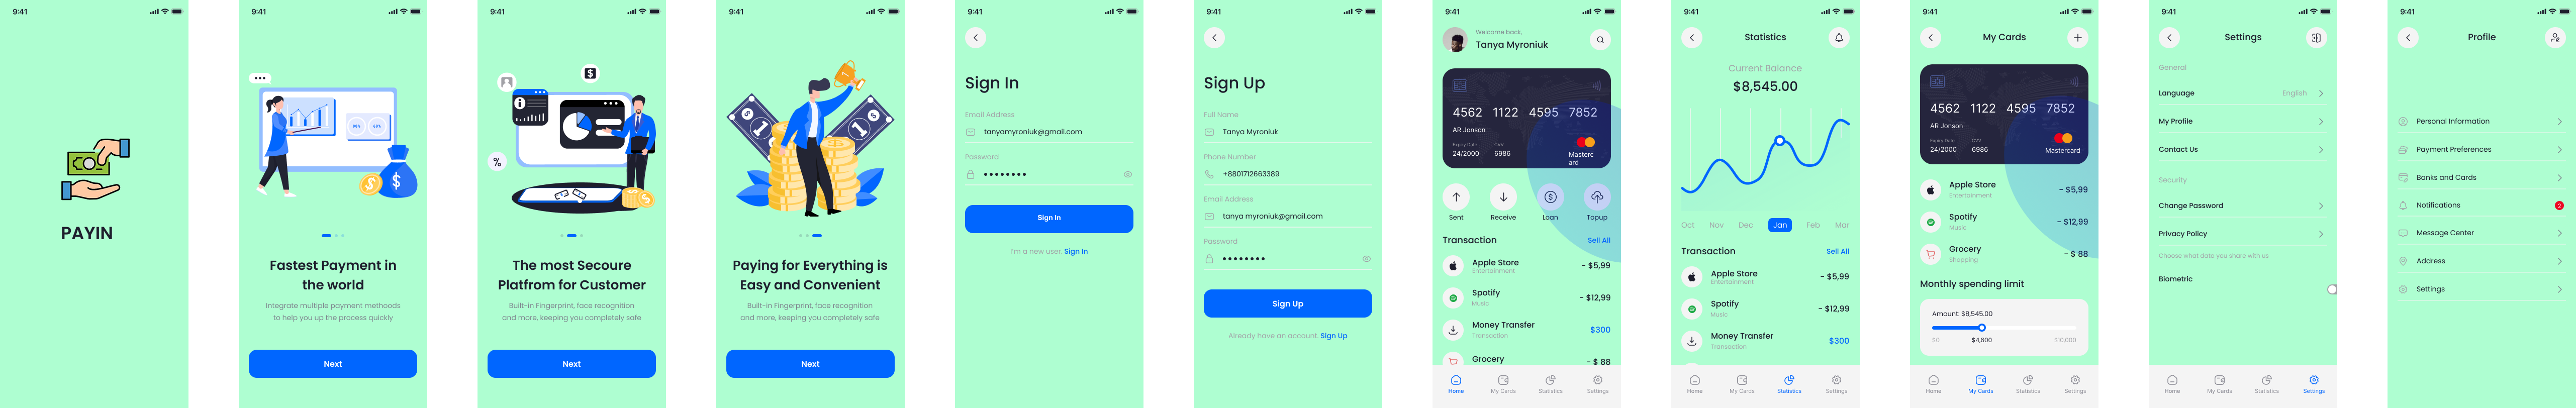 9:41
PAYIN
9:41
Fastest Payment in
the world
Integrate multiple payment methoods
to help you up the process quickly
Next
9:41
%
The most Secoure
Platfrom for Customer
Built-in Fingerprint, face recognition
and more, keeping you completely safe
Next
9:41
Paying for Everything is
Easy and Convenient
Built-in Fingerprint, face recognition
and more, keeping you completely safe
Next
9:41
Sign In
Email Address
tanyamyroniuk@gmail.com
Password
Sign In
I'm a new user. Sign In
9:41
Sign Up
Full Name
Tanya Myroniuk
Phone Number
+8801712663389
Email Address
tanya myroniuk@gmail.com
Password
Sign Up
Already have an account. Sign Up
9:41
Welcome back,
Tanya Myroniuk
4562 1122 4595 7852
AR Jonson
Expiry Date CVV
24/2000 6986
Masterc
ard
Sent Receive Loan Topup
Transaction Sell All
Apple Store - $5,99
Entertainment
Spotify - $12,99
Music
Money Transfer $300
Transaction
Grocery - $ 88
Home My Cards Statistics Settings
9:41
Statistics
Current Balance
$8,545.00
Oct Nov Dec Jan Feb Mar
Transaction Sell All
Apple Store - $5,99
Entertainment
Spotify - $12,99
Music
Money Transfer $300
Transaction
Home My Cards Statistics Settings
9:41
My Cards
4562 1122 4595 7852
AR Jonson
Expiry Date CVV
24/2000 6986
Mastercard
Apple Store - $5,99
Entertainment
Spotify - $12,99
Music
Grocery - $ 88
Shopping
Monthly spending limit
Amount: $8,545.00
$0 $4,600 $10,000
Home My Cards Statistics Settings
9:41
Settings
General
Language English
My Profile
Contact Us
Security
Change Password
Privacy Policy
Choose what data you share with us
Biometric
Home My Cards Statistics Settings
9:41
Profile
Personal Information
Payment Preferences
Banks and Cards
Notifications 2
Message Center
Address
Settings